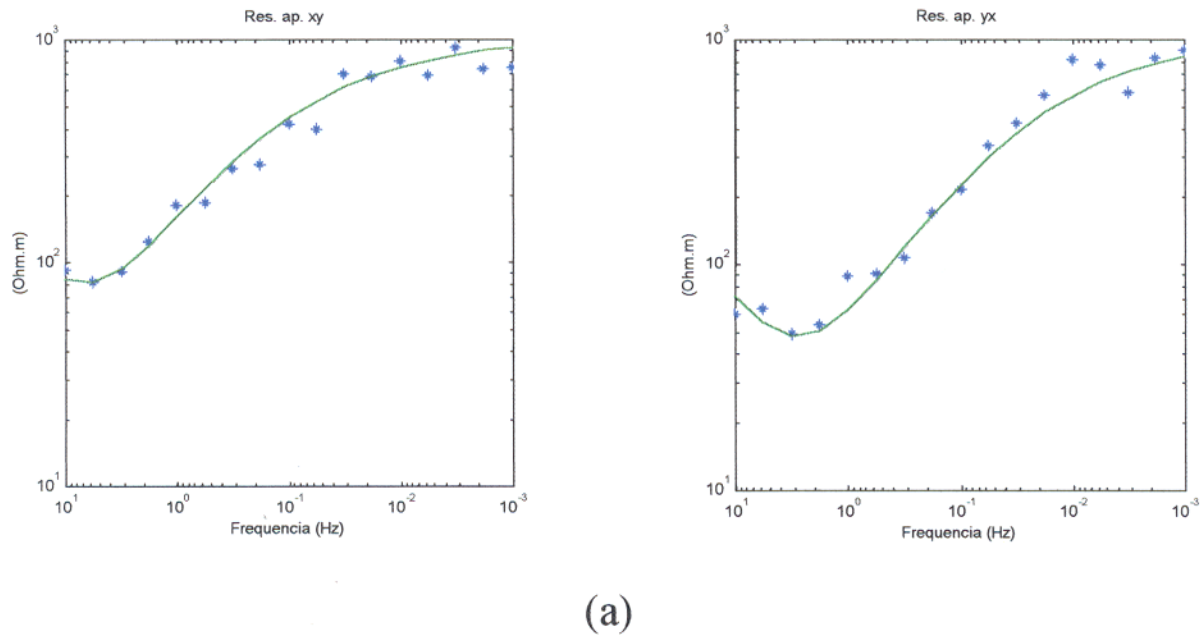 Res. ap. xy
10³
10²
10¹
(Ohm.m)
10¹ 10⁰ 10⁻¹ 10⁻² 10⁻³
Frequencia (Hz)
Res. ap. yx
10³
10²
10¹
(Ohm.m)
10¹ 10⁰ 10⁻¹ 10⁻² 10⁻³
Frequencia (Hz)
(a)